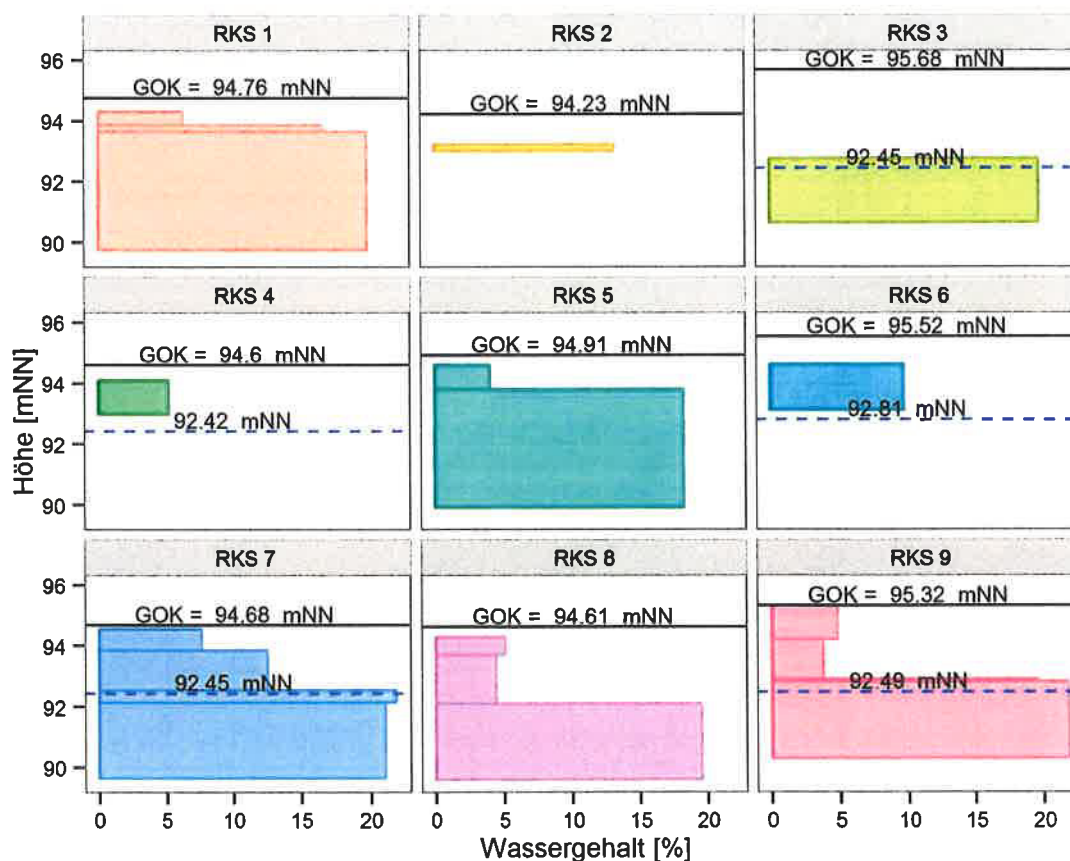 RKS 1 RKS 2 RKS 3
96
94
92
90
GOK = 94.76 mNN
GOK = 94.23 mNN
GOK = 95.68 mNN
92.45 mNN
RKS 4 RKS 5 RKS 6
96
94
92
90
GOK = 94.6 mNN
92.42 mNN
GOK = 94.91 mNN
GOK = 95.52 mNN
92.81 mNN
Höhe [mNN]
RKS 7 RKS 8 RKS 9
96
94
92
90
GOK = 94.68 mNN
92.45 mNN
GOK = 94.61 mNN
GOK = 95.32 mNN
92.49 mNN
0 5 10 15 20 0 5 10 15 20 0 5 10 15 20
Wassergehalt [%]